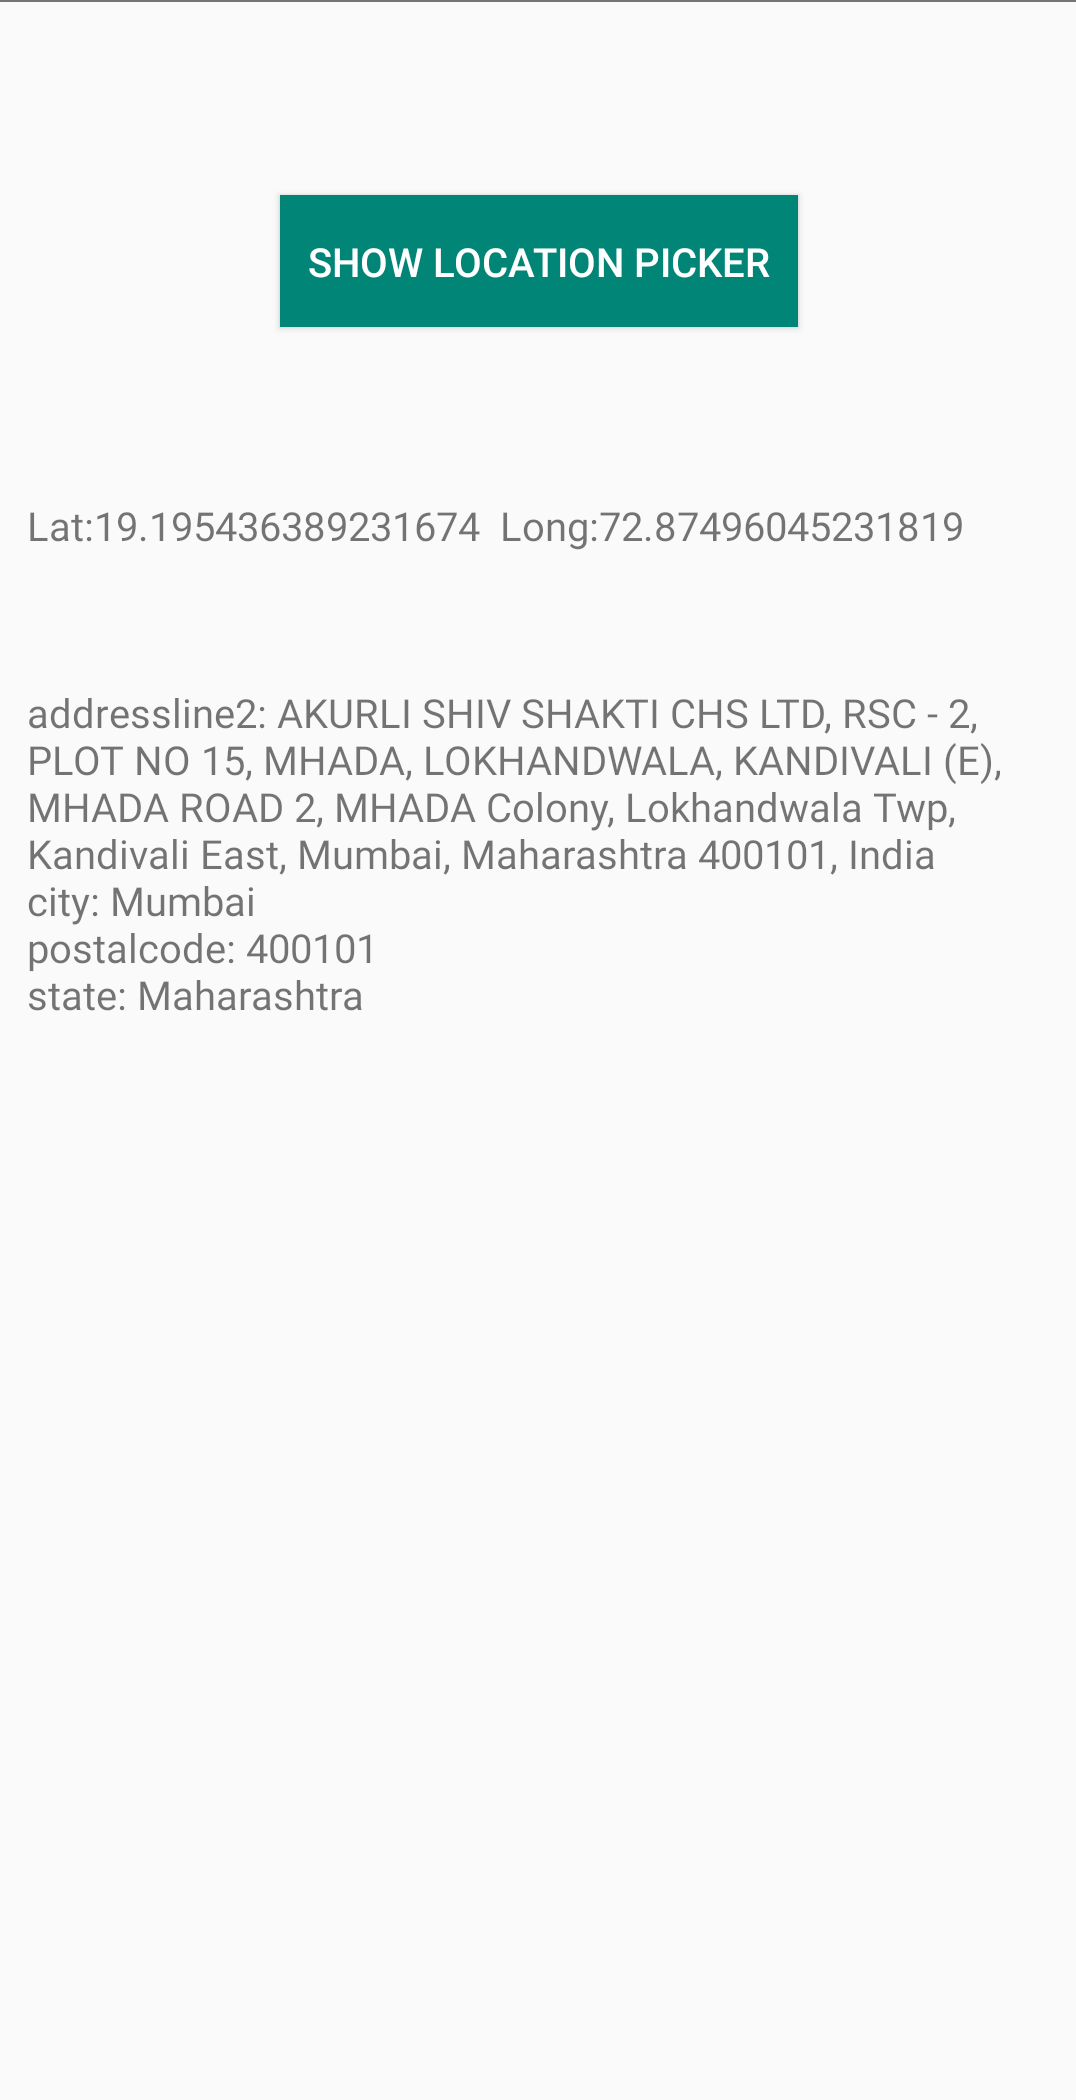 SHOW LOCATION PICKER
Lat:19.195436389231674  Long:72.87496045231819
addressline2: AKURLI SHIV SHAKTI CHS LTD, RSC - 2,
PLOT NO 15, MHADA, LOKHANDWALA, KANDIVALI (E),
MHADA ROAD 2, MHADA Colony, Lokhandwala Twp,
Kandivali East, Mumbai, Maharashtra 400101, India
city: Mumbai
postalcode: 400101
state: Maharashtra